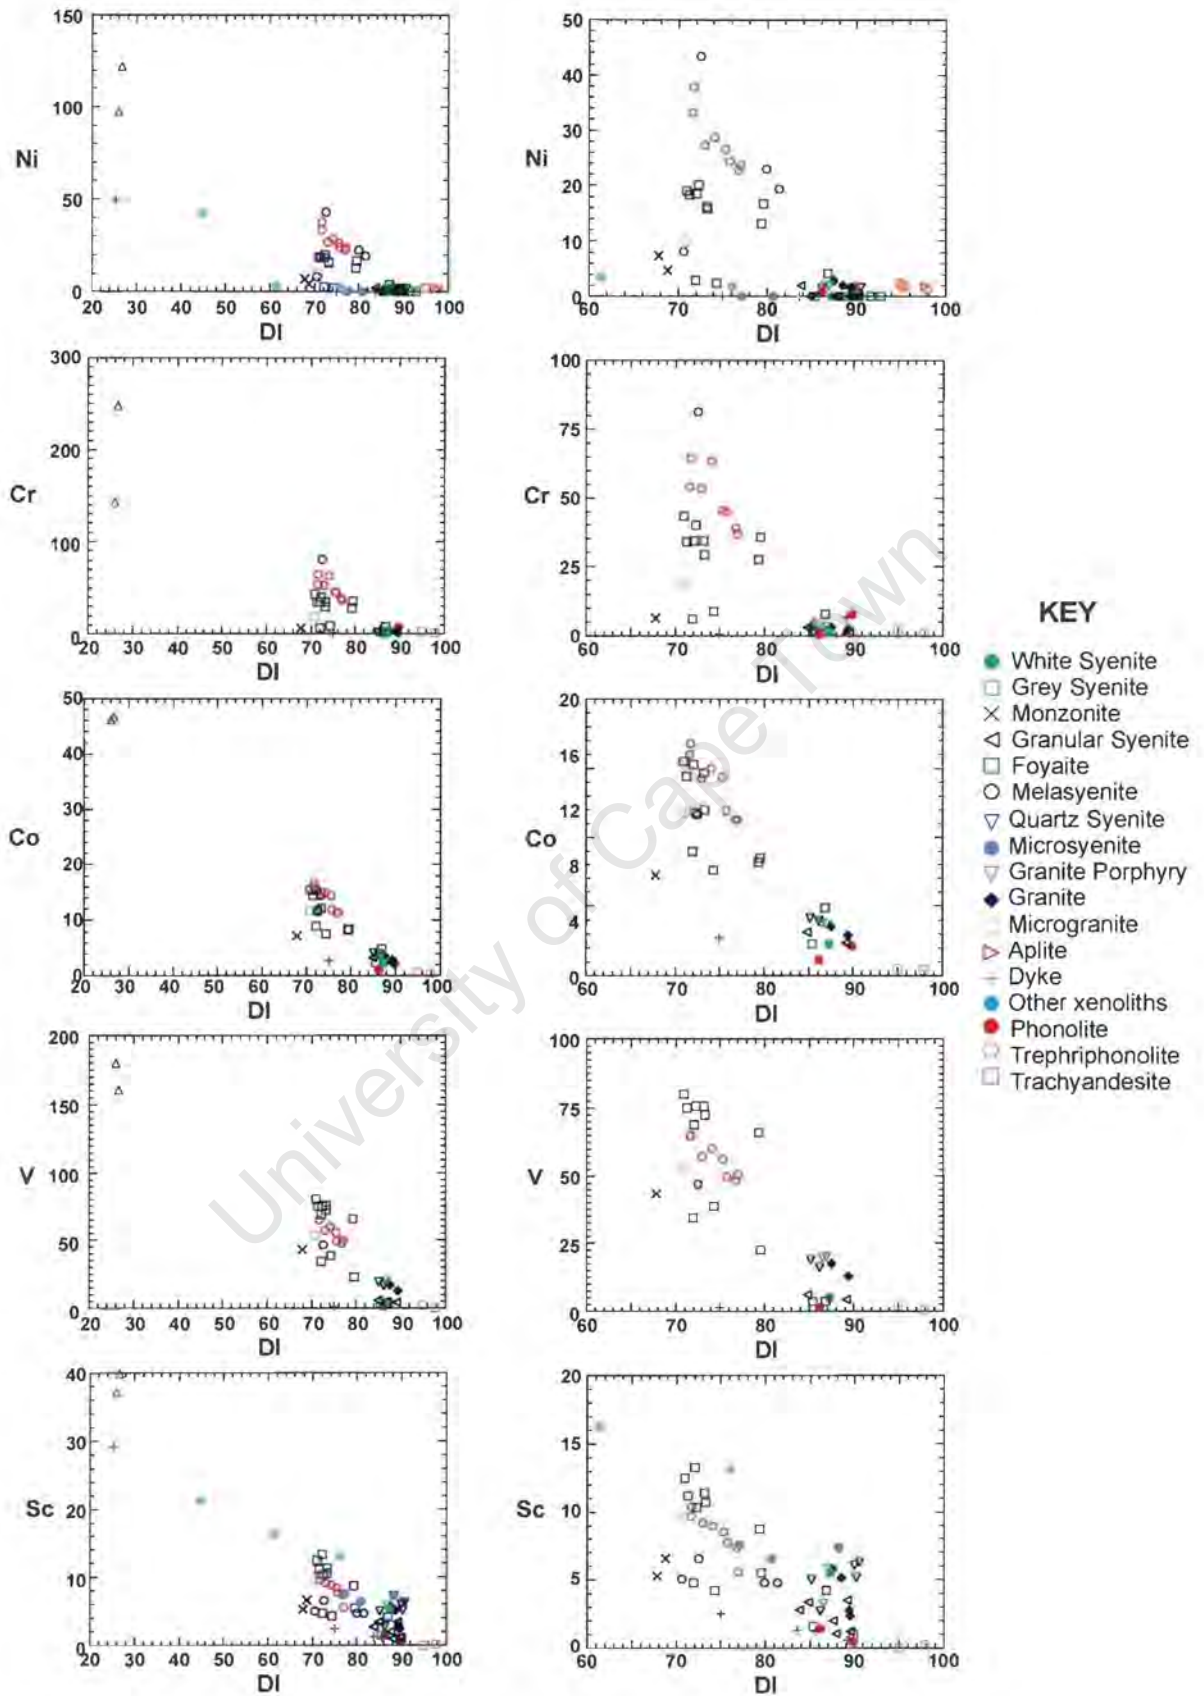 150
100
Ni
50
0
20 30 40 50 60 70 80 90 100
DI
50
40
30
Ni
20
10
0
60 70 80 90 100
DI
300
200
Cr
100
0
20 30 40 50 60 70 80 90 100
DI
100
75
Cr
50
25
0
60 70 80 90 100
DI
50
40
30
Co
20
10
0
20 30 40 50 60 70 80 90 100
DI
20
16
12
Co
8
4
0
60 70 80 90 100
DI
200
150
V
100
50
0
20 30 40 50 60 70 80 90 100
DI
100
75
V
50
25
0
60 70 80 90 100
DI
40
30
Sc
20
10
0
20 30 40 50 60 70 80 90 100
DI
20
15
Sc
10
5
0
60 70 80 90 100
DI
KEY
White Syenite
Grey Syenite
Monzonite
Granular Syenite
Foyaite
Melasyenite
Quartz Syenite
Microsyenite
Granite Porphyry
Granite
Microgranite
Aplite
Dyke
Other xenoliths
Phonolite
Trephriphonolite
Trachyandesite
University of Cape Town